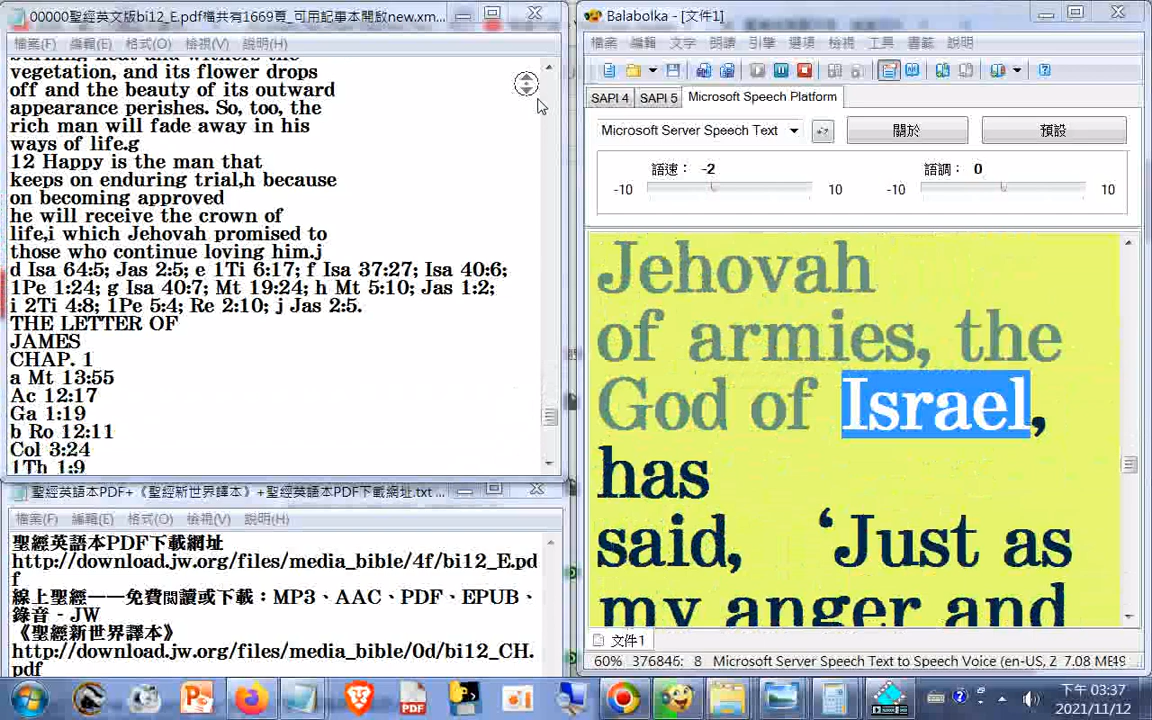 00000聖經英文版bi12_E.pdf檔共有1669頁_可用記事本開啟new.xm...
檔案(F) 編輯(E) 格式(O) 檢視(V) 說明(H)
vegetation, and its flower drops
off and the beauty of its outward
appearance perishes. So, too, the
rich man will fade away in his
ways of life.g
12 Happy is the man that
keeps on enduring trial,h because
on becoming approved
he will receive the crown of
life,i which Jehovah promised to
those who continue loving him.j
d Isa 64:5; Jas 2:5; e 1Ti 6:17; f Isa 37:27; Isa 40:6;
1Pe 1:24; g Isa 40:7; Mt 19:24; h Mt 5:10; Jas 1:2;
i 2Ti 4:8; 1Pe 5:4; Re 2:10; j Jas 2:5.
THE LETTER OF
JAMES
CHAP. 1
a Mt 13:55
Ac 12:17
Ga 1:19
b Ro 12:11
Col 3:24
1Th 1:9
聖經英語本PDF+《聖經新世界譯本》+聖經英語本PDF下載網址.txt ...
檔案(F) 編輯(E) 格式(O) 檢視(V) 說明(H)
聖經英語本PDF下載網址
http://download.jw.org/files/media_bible/4f/bi12_E.pd
f
線上聖經──免費閱讀或下載：MP3、AAC、PDF、EPUB、
錄音 - JW
《聖經新世界譯本》
http://download.jw.org/files/media_bible/0d/bi12_CH.
pdf
Balabolka - [文件1]
檔案 編輯 文字 朗讀 引擎 選項 檢視 工具 書籤 說明
SAPI 4 SAPI 5 Microsoft Speech Platform
Microsoft Server Speech Text 關於 預設
語速： -2 語調： 0
-10 10 -10 10
Jehovah
of armies, the
God of Israel,
has
said, ‘Just as
my anger and
文件1
60% 376846: 8 Microsoft Server Speech Text to Speech Voice (en-US, Z 7.08 MB
下午 03:37
2021/11/12